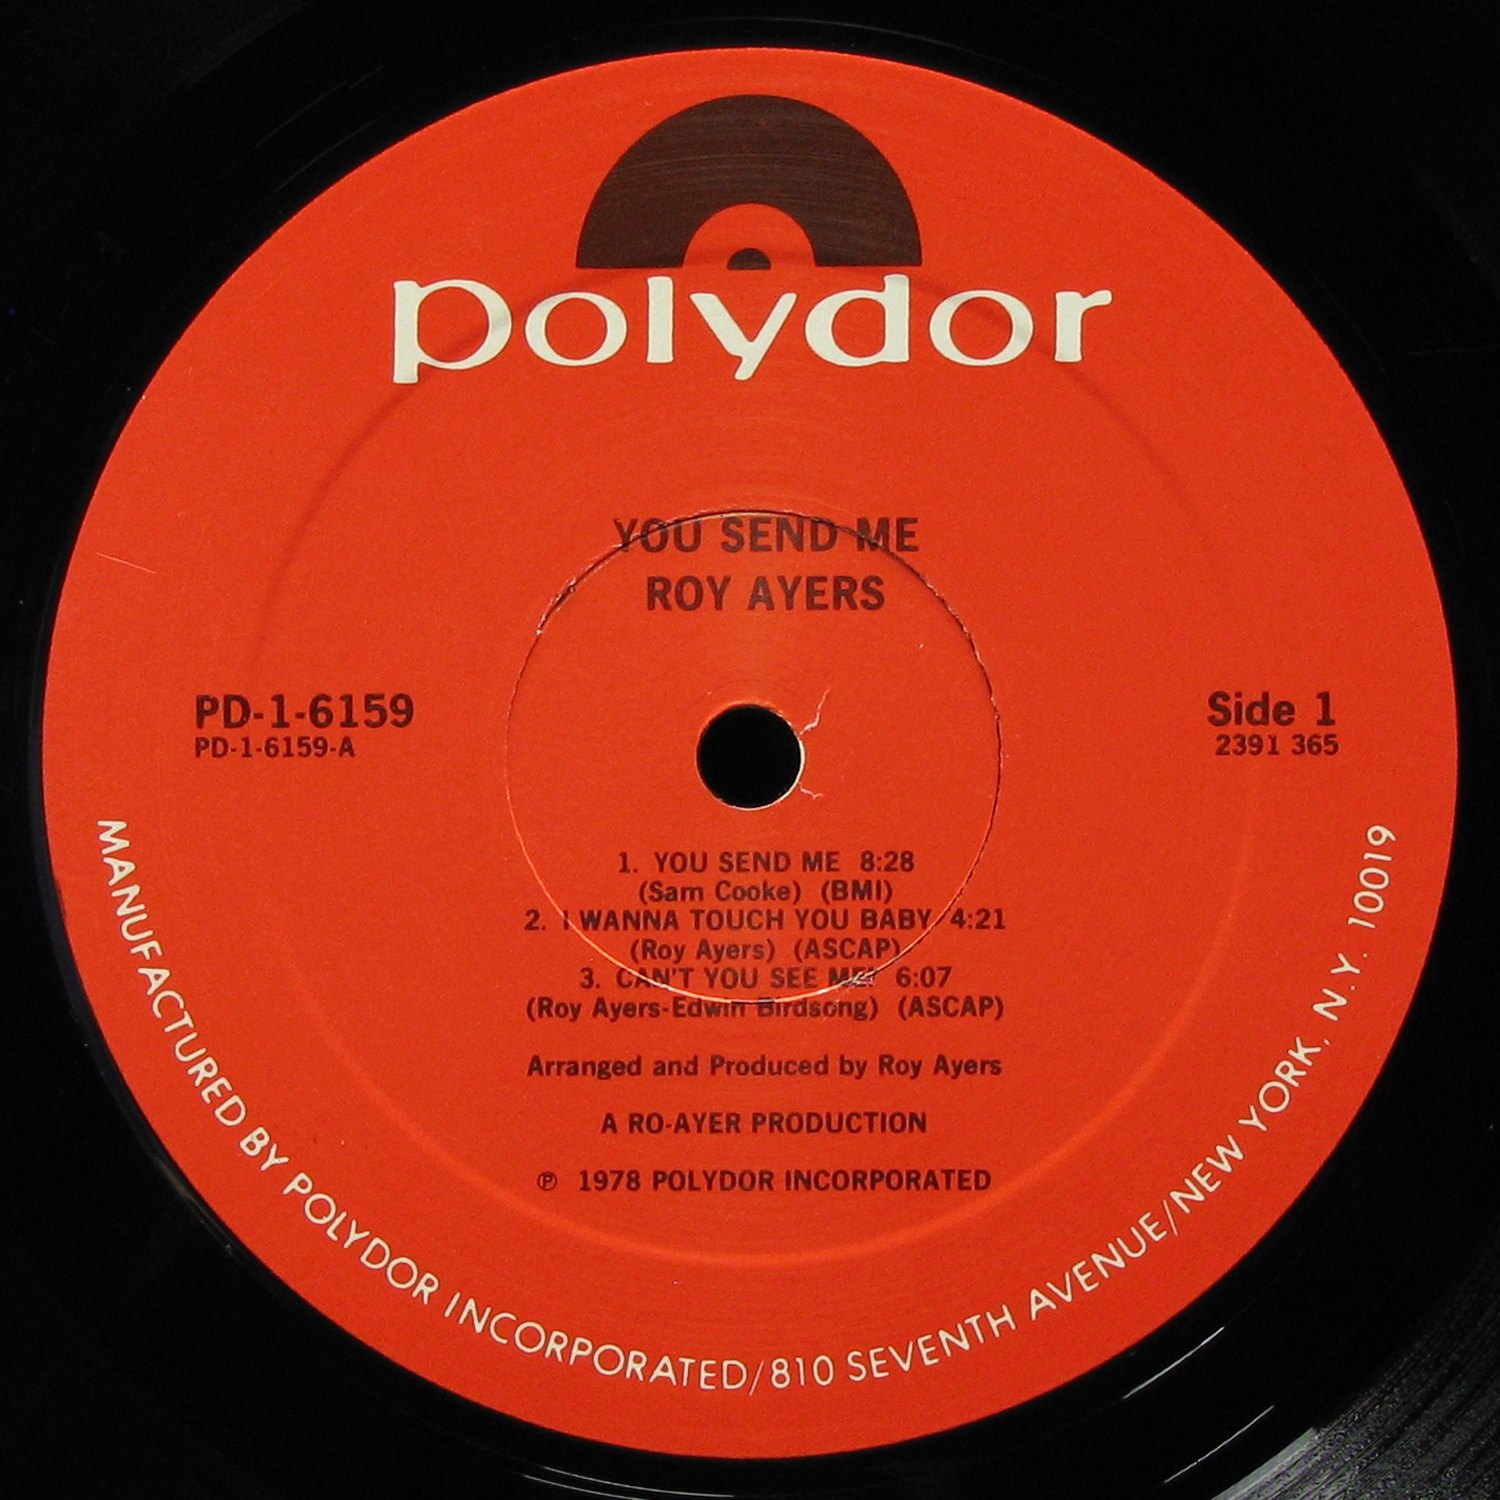 polydor
YOU SEND ME
ROY AYERS
PD-1-6159
PD-1-6159-A
Side 1
2391 365
1. YOU SEND ME 8:28
(Sam Cooke) (BMI)
2. I WANNA TOUCH YOU BABY 4:21
(Roy Ayers) (ASCAP)
3. CAN'T YOU SEE ME! 6:07
(Roy Ayers-Edwin Birdsong) (ASCAP)
Arranged and Produced by Roy Ayers
A RO-AYER PRODUCTION
℗ 1978 POLYDOR INCORPORATED
MANUFACTURED BY POLYDOR INCORPORATED/810 SEVENTH AVENUE/NEW YORK, N.Y. 10019